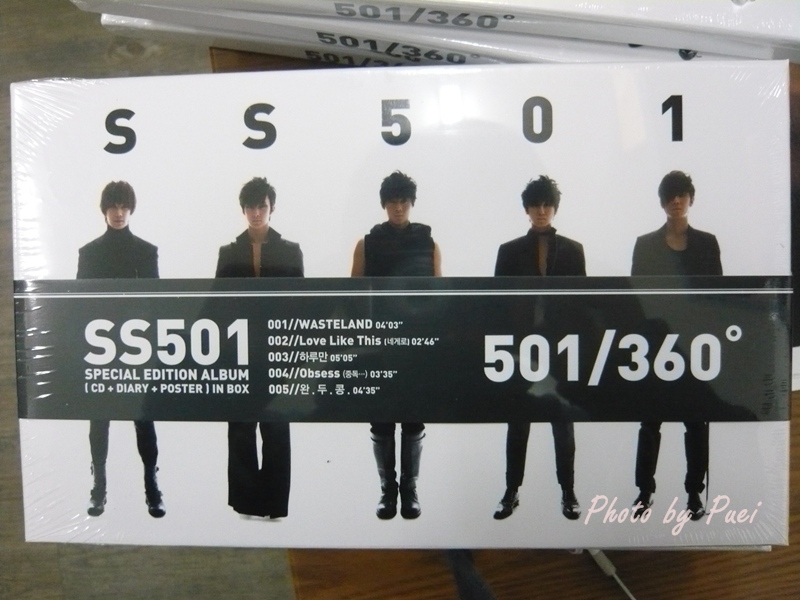 501/360°
501/360°
501/360°
S S 5 0 1
SS501
SPECIAL EDITION ALBUM
( CD + DIARY + POSTER ) IN BOX
001//WASTELAND 04'03"
002//Love Like This (네게로) 02'46"
003//하루만 05'05"
004//Obsess (중독…) 03'35"
005//완.두.콩. 04'35"
501/360°
Photo by Puei